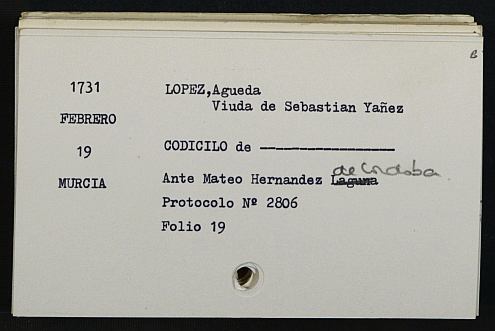 1731
FEBRERO
19
MURCIA
LOPEZ,Agueda
Viuda de Sebastian Yañez
CODICILO de -----------------
Ante Mateo Hernandez Laguna de Cordoba
Protocolo Nº 2806
Folio 19
B